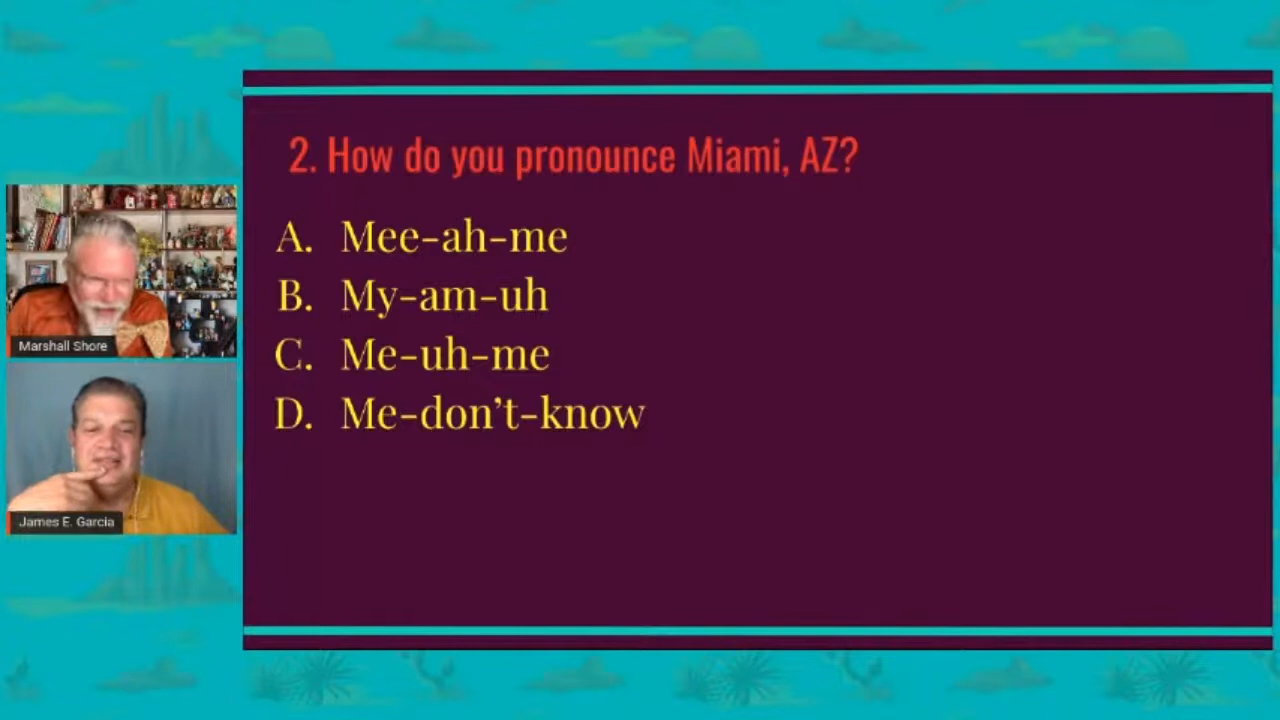 2. How do you pronounce Miami, AZ?
A. Mee-ah-me
B. My-am-uh
C. Me-uh-me
D. Me-don’t-know
Marshall Shore
James E. Garcia